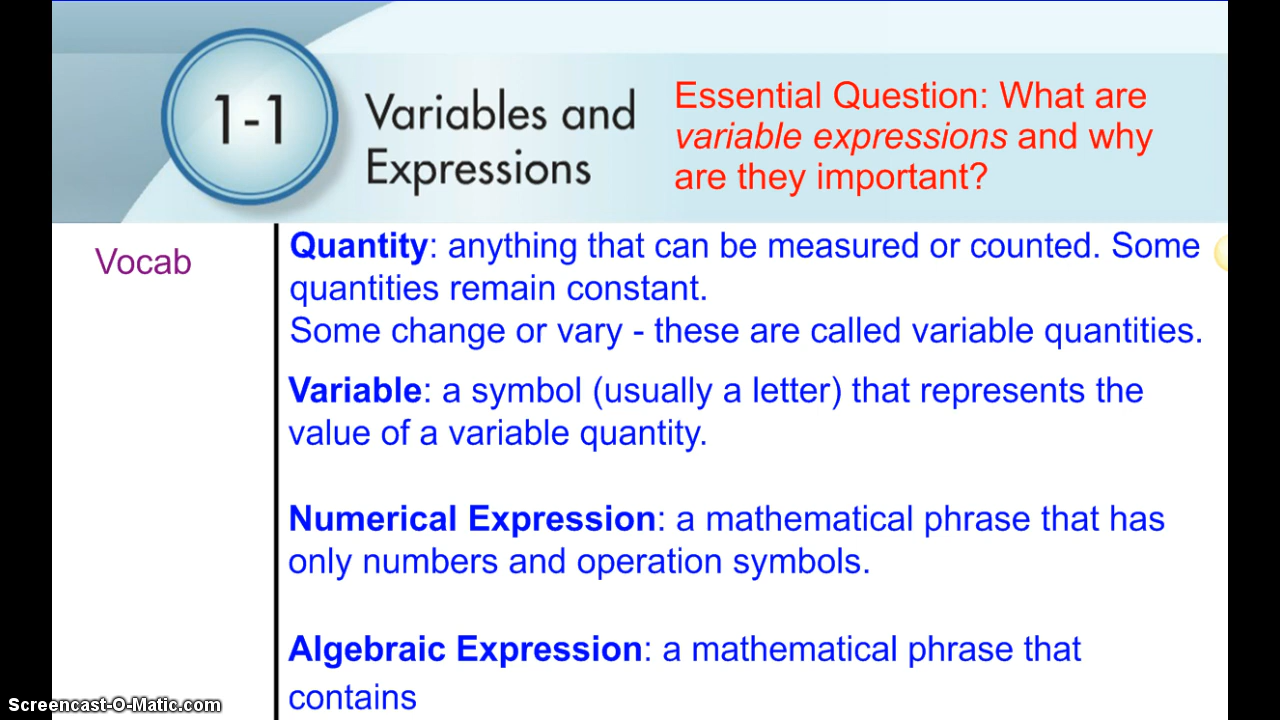 1-1
Variables and
Expressions
Essential Question: What are
variable expressions and why
are they important?
Vocab
Quantity: anything that can be measured or counted. Some
quantities remain constant.
Some change or vary - these are called variable quantities.
Variable: a symbol (usually a letter) that represents the
value of a variable quantity.
Numerical Expression: a mathematical phrase that has
only numbers and operation symbols.
Algebraic Expression: a mathematical phrase that
contains
Screencast-O-Matic.com